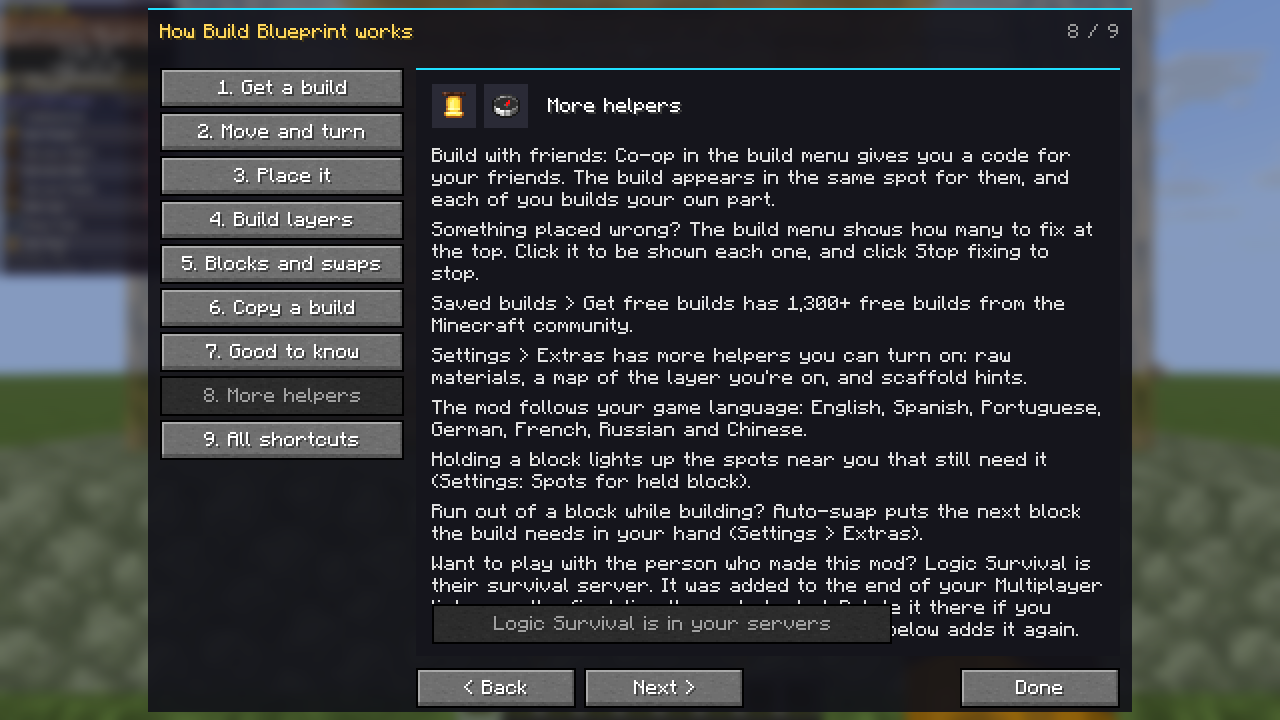 How Build Blueprint works
8 / 9
1. Get a build
2. Move and turn
3. Place it
4. Build layers
5. Blocks and swaps
6. Copy a build
7. Good to know
8. More helpers
9. All shortcuts
More helpers
Build with friends: Co-op in the build menu gives you a code for
your friends. The build appears in the same spot for them, and
each of you builds your own part.
Something placed wrong? The build menu shows how many to fix at
the top. Click it to be shown each one, and click Stop fixing to
stop.
Saved builds > Get free builds has 1,300+ free builds from the
Minecraft community.
Settings > Extras has more helpers you can turn on: raw
materials, a map of the layer you're on, and scaffold hints.
The mod follows your game language: English, Spanish, Portuguese,
German, French, Russian and Chinese.
Holding a block lights up the spots near you that still need it
(Settings: Spots for held block).
Run out of a block while building? Auto-swap puts the next block
the build needs in your hand (Settings > Extras).
Want to play with the person who made this mod? Logic Survival is
their survival server. It was added to the end of your Multiplayer
it there if you
below adds it again.
Logic Survival is in your servers
< Back
Next >
Done